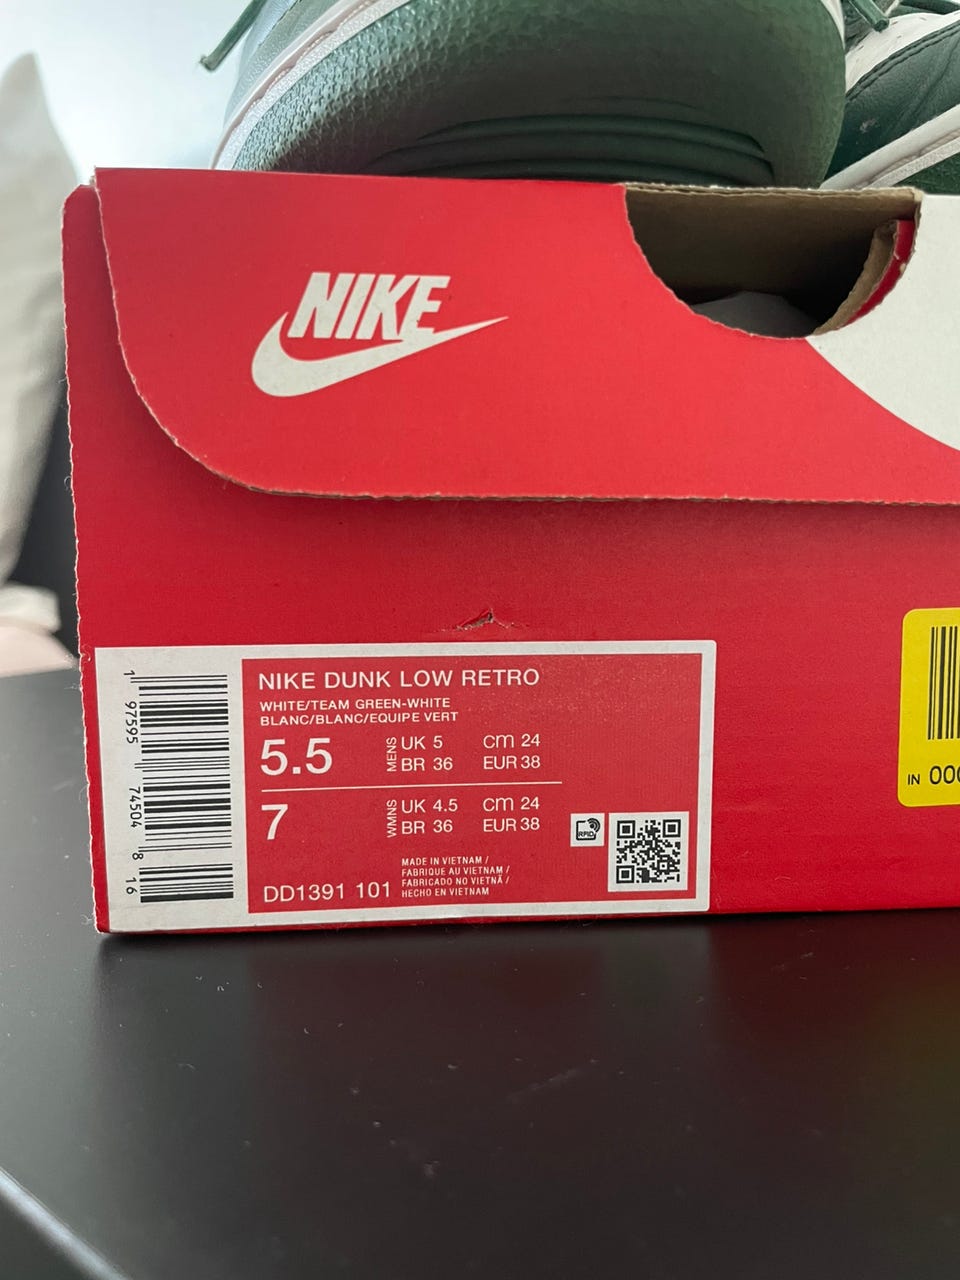 NIKE
NIKE DUNK LOW RETRO
WHITE/TEAM GREEN-WHITE
BLANC/BLANC/EQUIPE VERT
5.5 MENS UK 5 cm 24
BR 36 EUR 38
7 WMNS UK 4.5 cm 24
BR 36 EUR 38
RFID
MADE IN VIETNAM /
FABRIQUE AU VIETNAM /
FABRICADO NO VIETNÃ /
HECHO EN VIETNAM
DD1391 101
1 97595 74504 8 16
IN 000